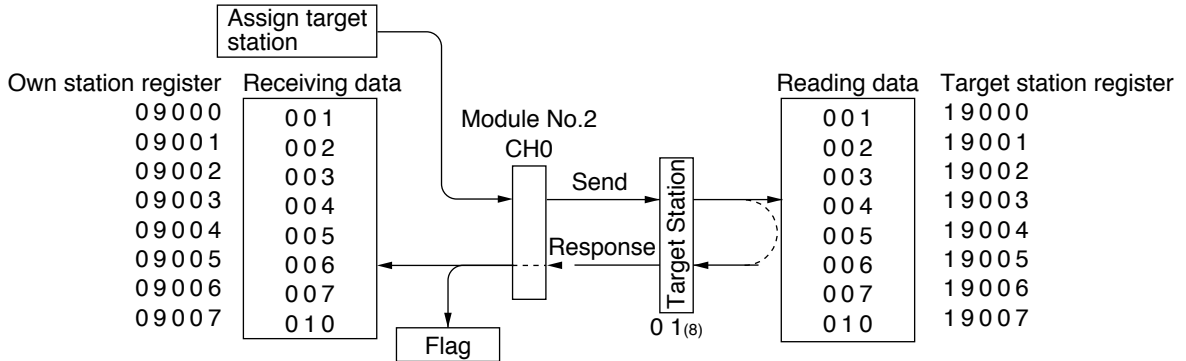 Assign target
station
Own station register
Receiving data
Reading data
Target station register
09000
09001
09002
09003
09004
09005
09006
09007
001
002
003
004
005
006
007
010
Module No.2
CH0
Send
Response
Target Station
01(8)
Flag
001
002
003
004
005
006
007
010
19000
19001
19002
19003
19004
19005
19006
19007